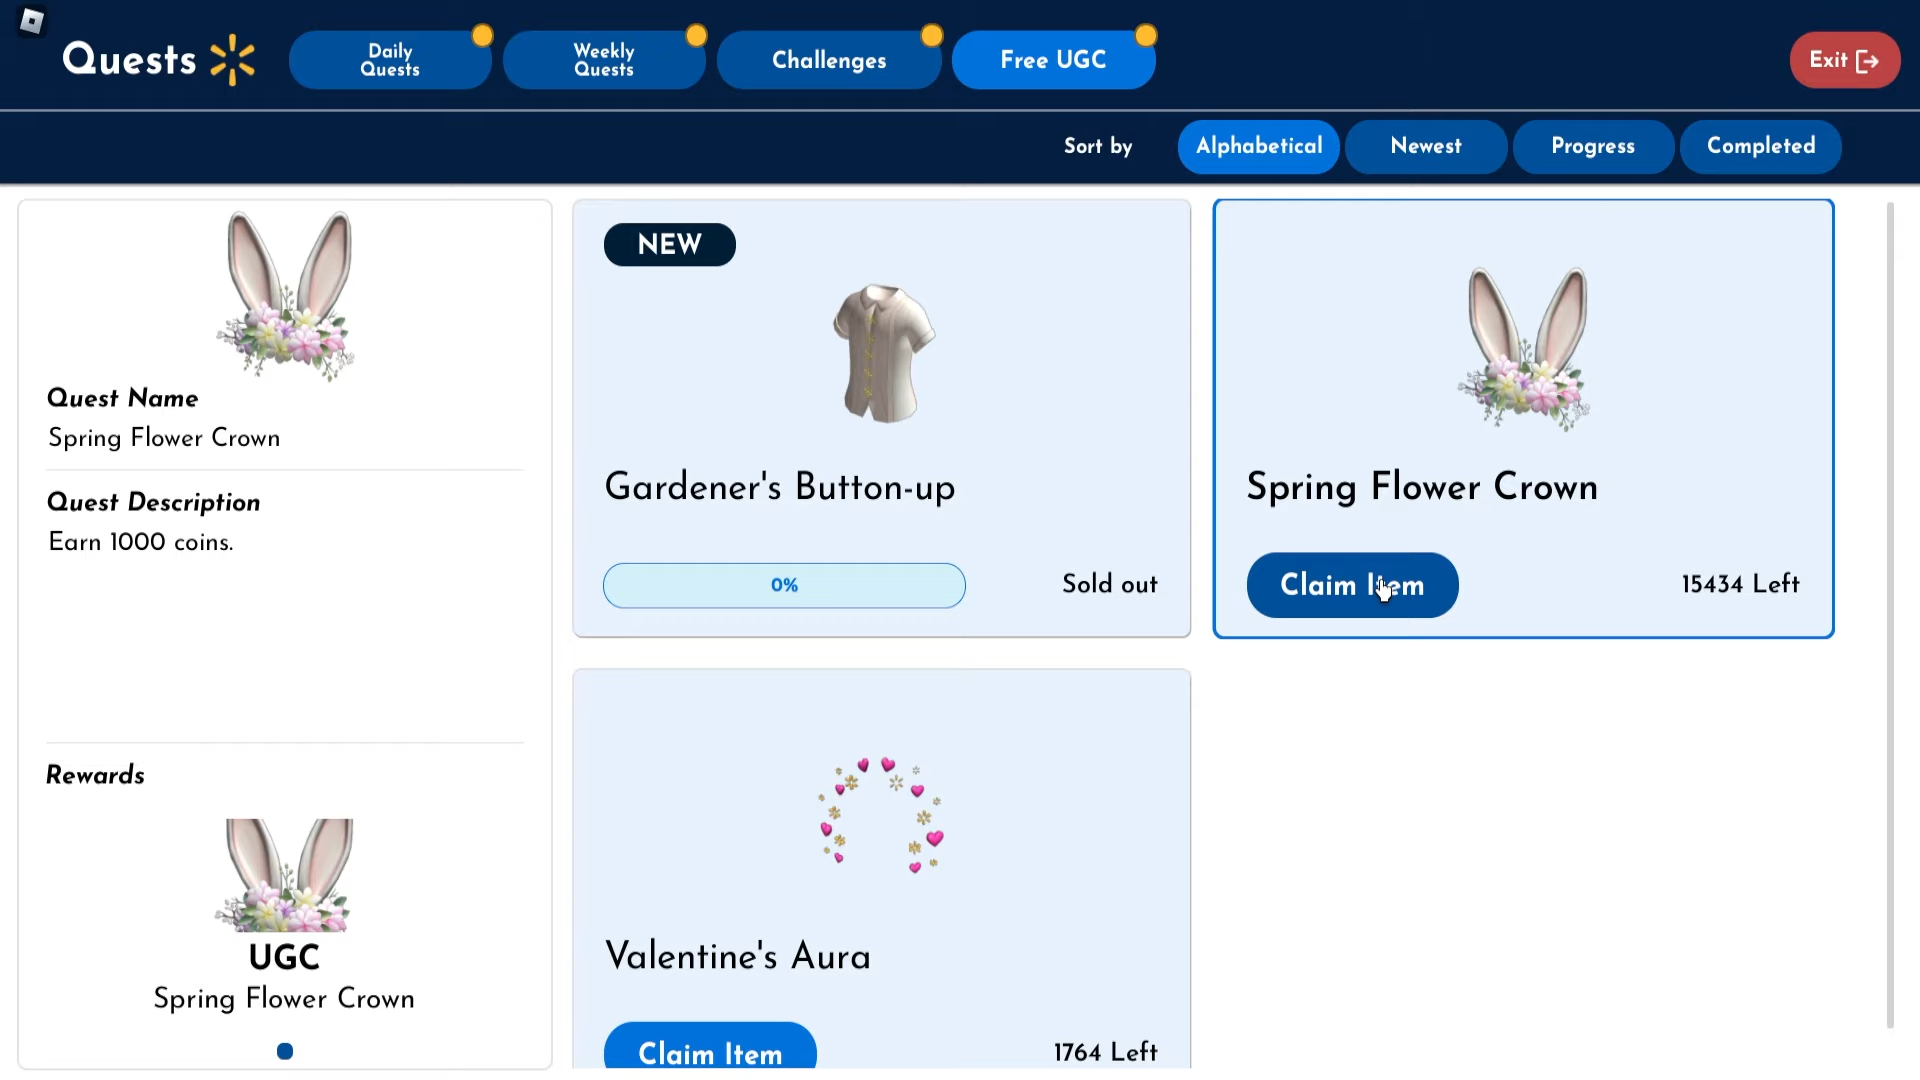 Quests
Daily
Quests
Weekly
Quests
Challenges
Free UGC
Exit
Sort by
Alphabetical
Newest
Progress
Completed
Quest Name
Spring Flower Crown
Quest Description
Earn 1000 coins.
Rewards
UGC
Spring Flower Crown
NEW
Gardener's Button-up
0%
Sold out
Spring Flower Crown
Claim Item
15434 Left
Valentine's Aura
Claim Item
1764 Left